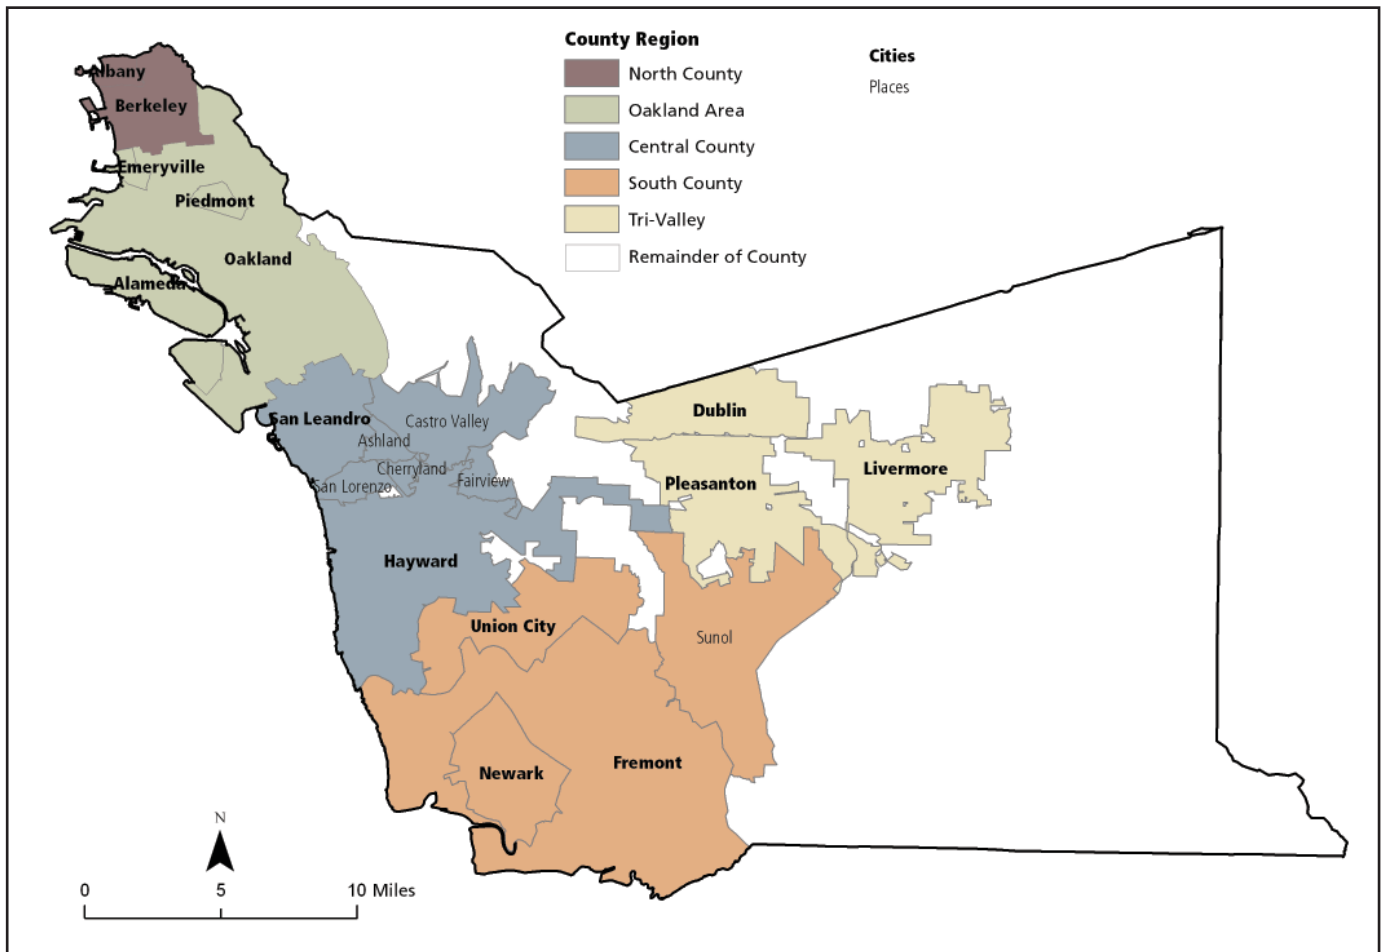 County Region
North County
Oakland Area
Central County
South County
Tri-Valley
Remainder of County
Cities
Places
Albany
Berkeley
Emeryville
Piedmont
Oakland
Alameda
San Leandro
Castro Valley
Ashland
Cherryland
San Lorenzo
Fairview
Dublin
Livermore
Pleasanton
Hayward
Union City
Sunol
Newark
Fremont
N
0 5 10 Miles